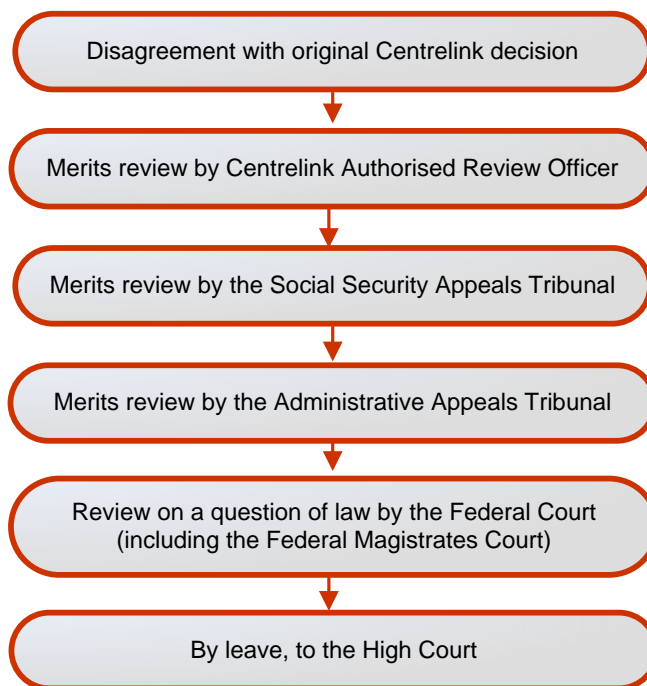 Disagreement with original Centrelink decision
Merits review by Centrelink Authorised Review Officer
Merits review by the Social Security Appeals Tribunal
Merits review by the Administrative Appeals Tribunal
Review on a question of law by the Federal Court
(including the Federal Magistrates Court)
By leave, to the High Court